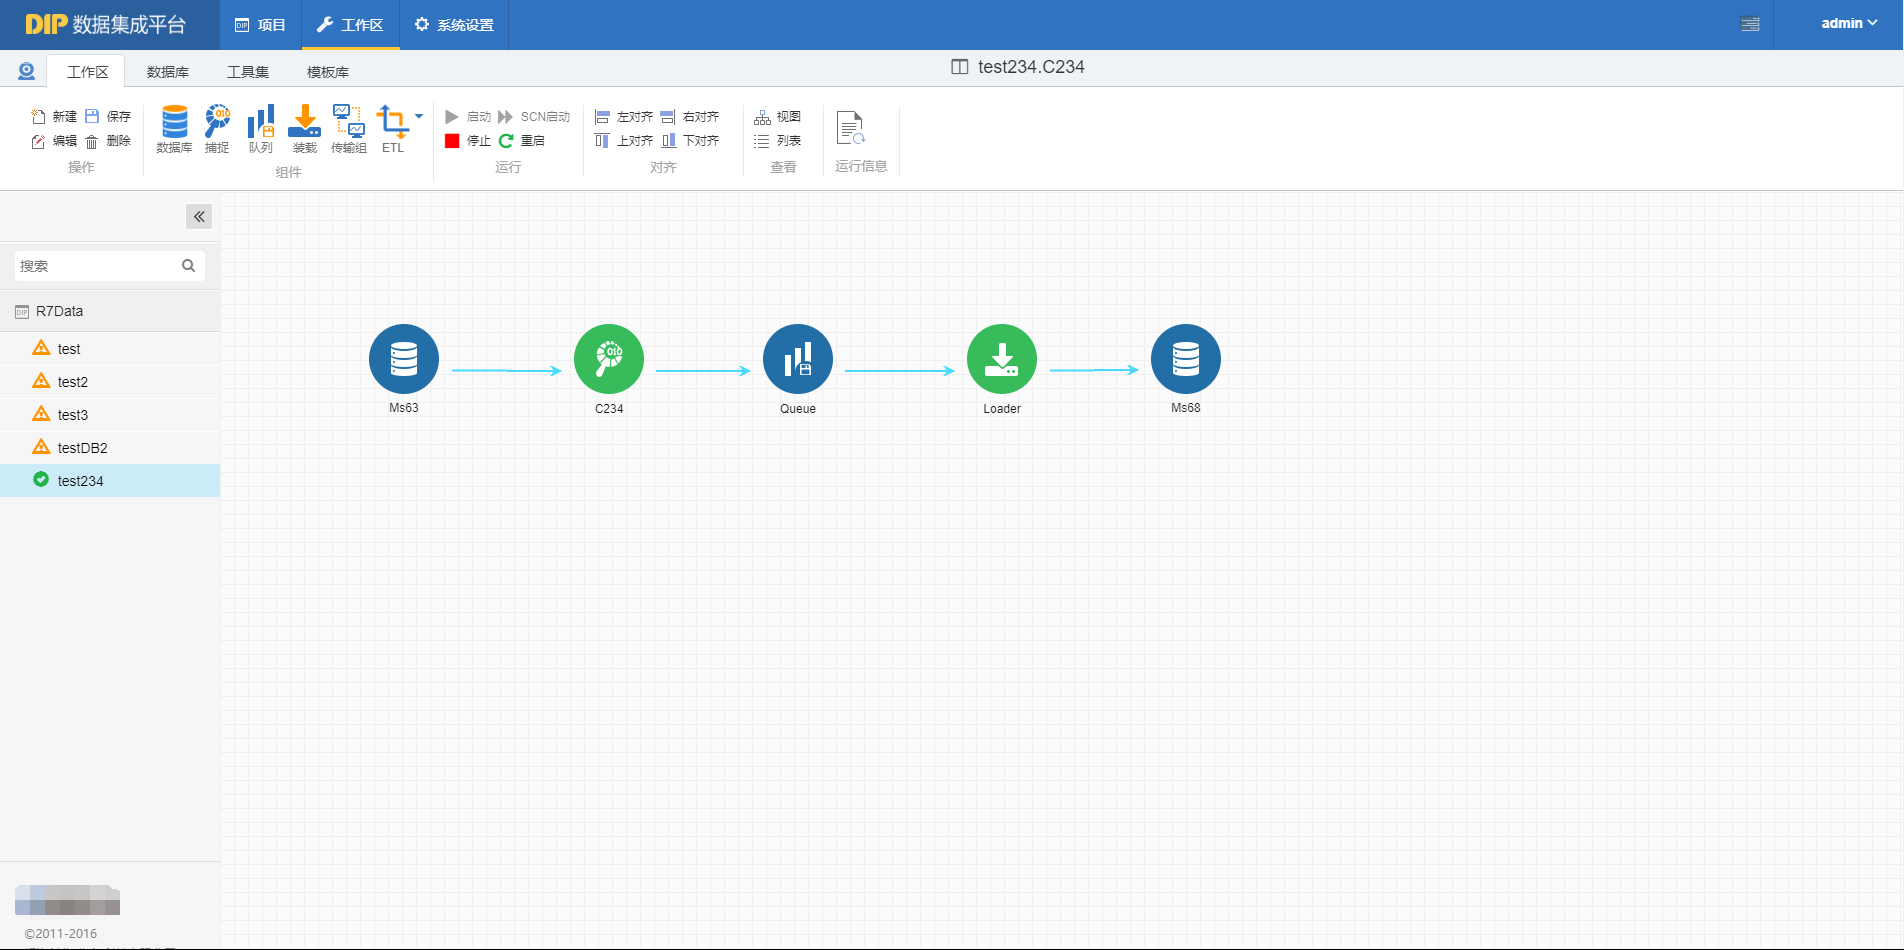 DIP 数据集成平台 项目 工作区 系统设置 admin
工作区 数据库 工具集 模板库 test234.C234
新建 保存
编辑 删除
操作
数据库 捕捉 队列 装载 传输组 ETL
组件
启动 SCN启动
停止 重启
运行
左对齐 右对齐
上对齐 下对齐
对齐
视图
列表
查看
运行信息
搜索
DIP R7Data
test
test2
test3
testDB2
test234
Ms63 C234 Queue Loader Ms68
©2011-2016